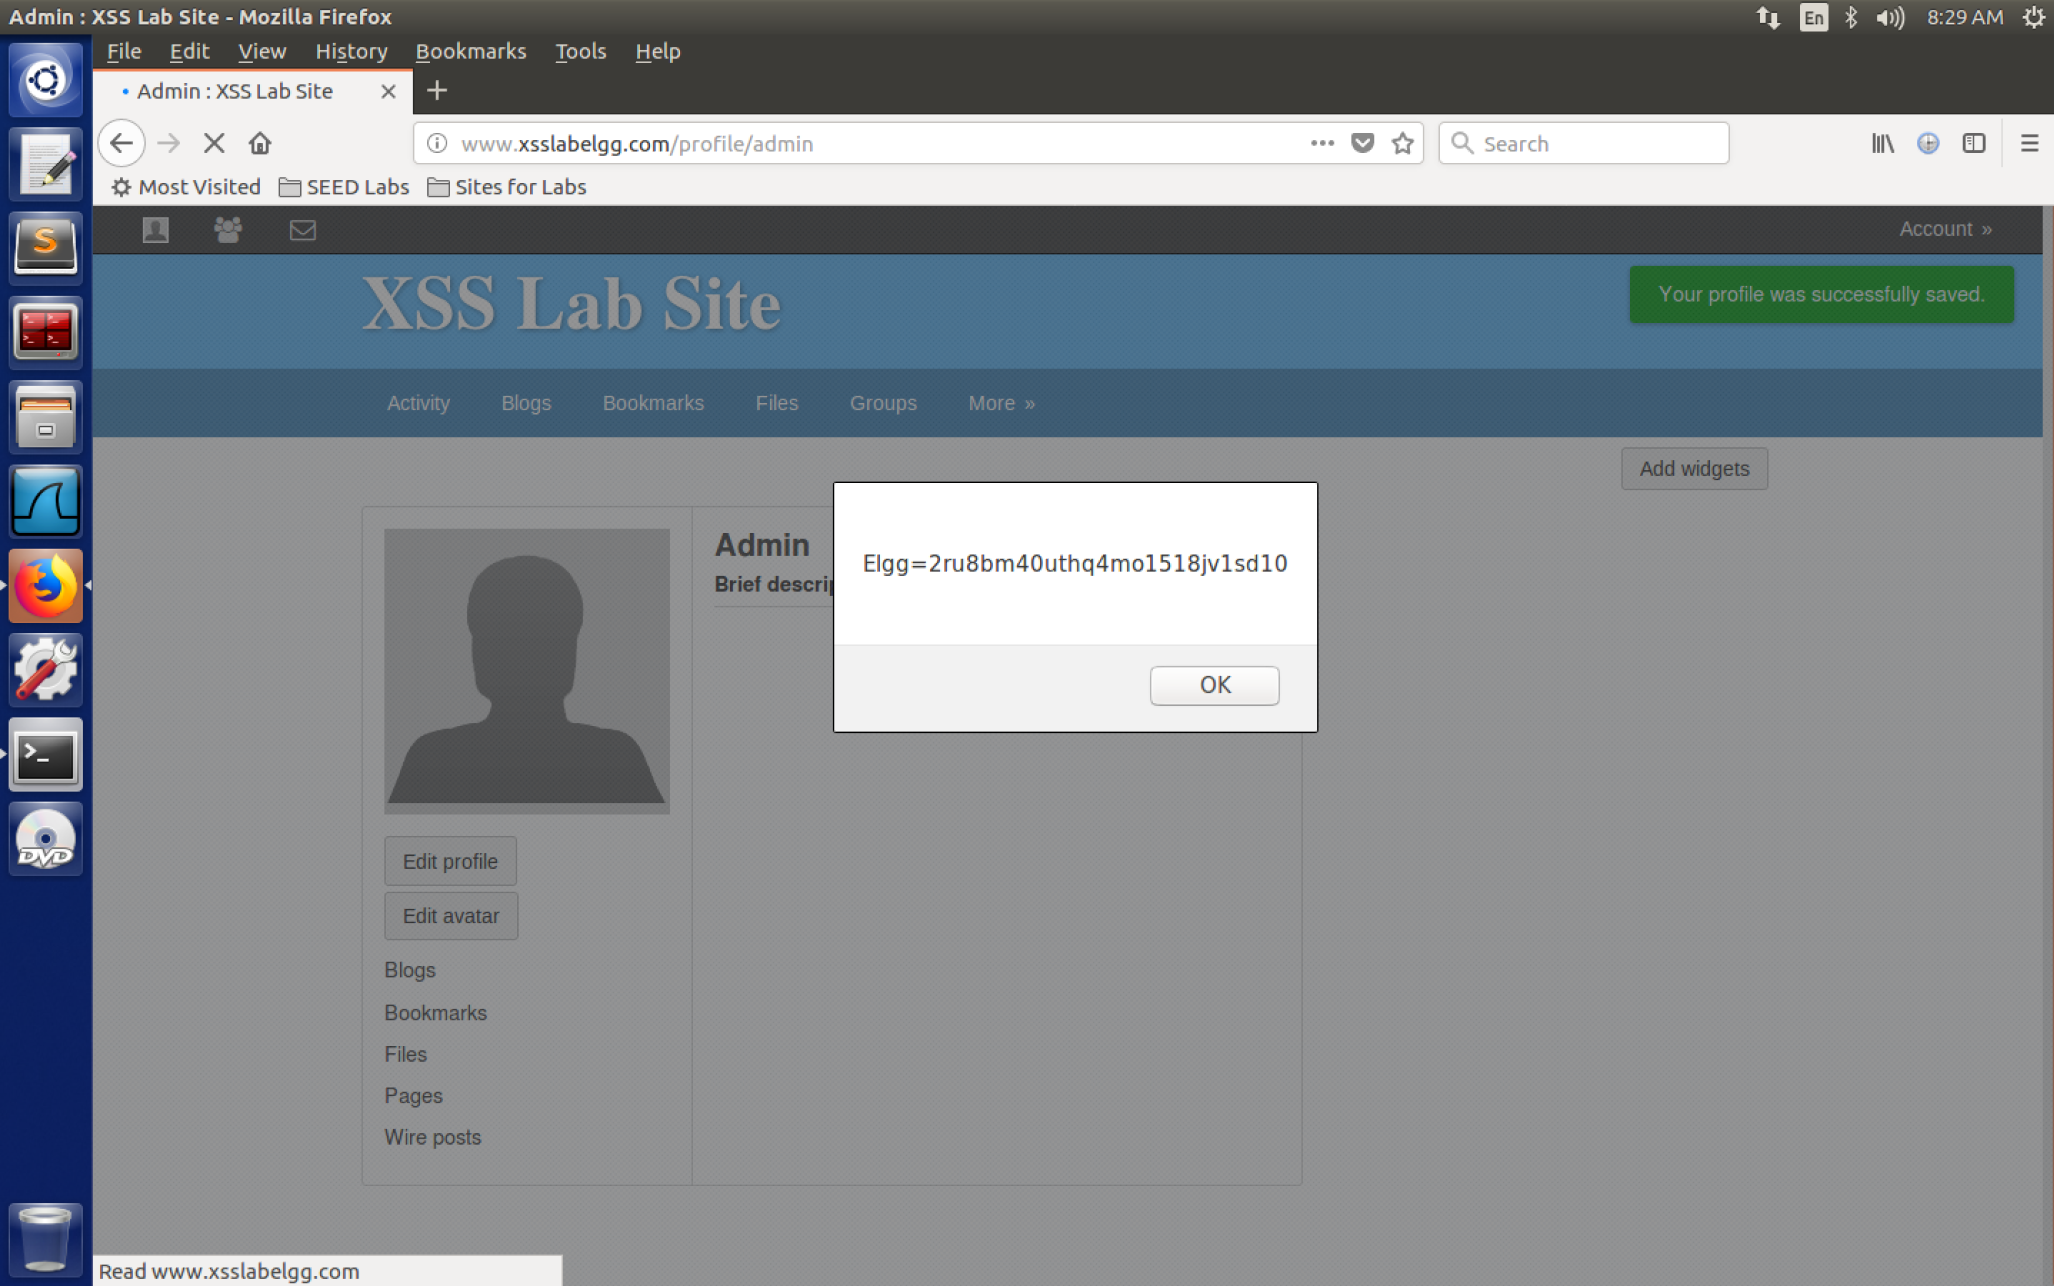 Admin : XSS Lab Site - Mozilla Firefox
En
8:29 AM
File Edit View History Bookmarks Tools Help
Admin : XSS Lab Site
www.xsslabelgg.com/profile/admin
Search
Most Visited SEED Labs Sites for Labs
Account »
XSS Lab Site
Your profile was successfully saved.
Activity Blogs Bookmarks Files Groups More »
Add widgets
Admin
Brief descrip
Elgg=2ru8bm40uthq4mo1518jv1sd10
OK
Edit profile
Edit avatar
Blogs
Bookmarks
Files
Pages
Wire posts
S
DVD
Read www.xsslabelgg.com